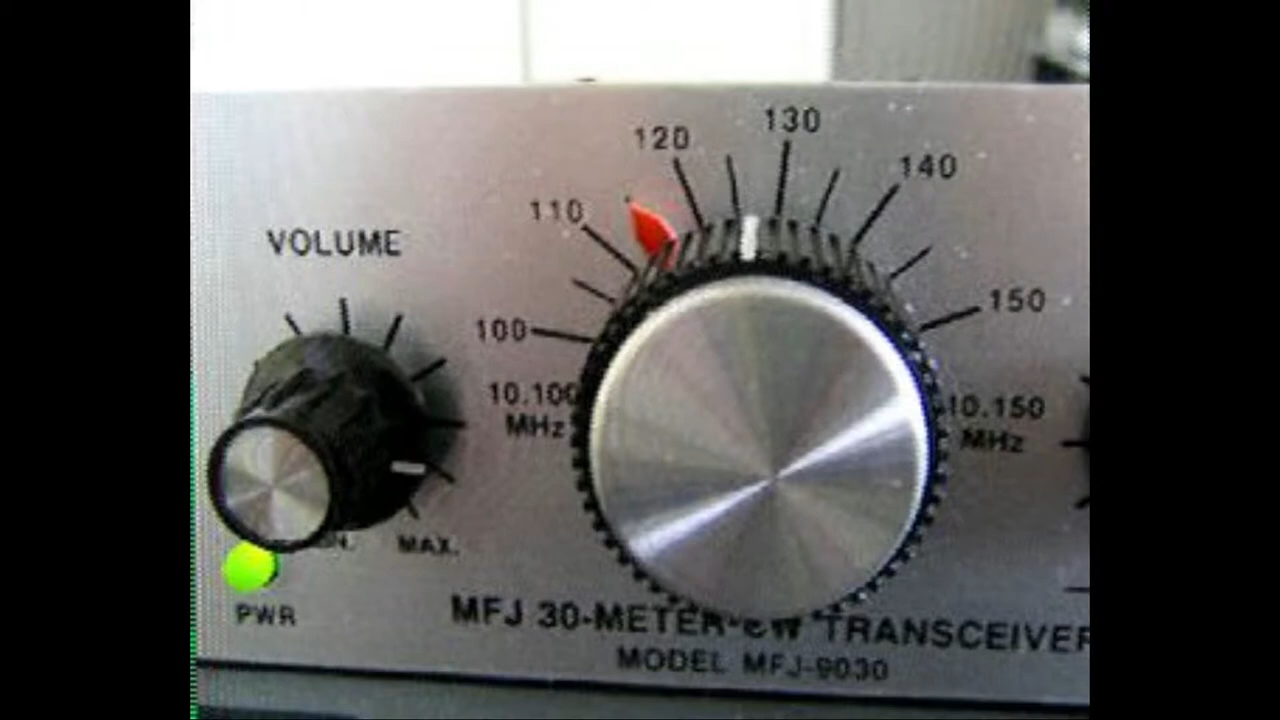 130
120
140
110
VOLUME
150
100
10.100
MHz
10.150
MHz
MAX.
PWR
MFJ 30-METER CW TRANSCEIVER
MODEL MFJ-9030